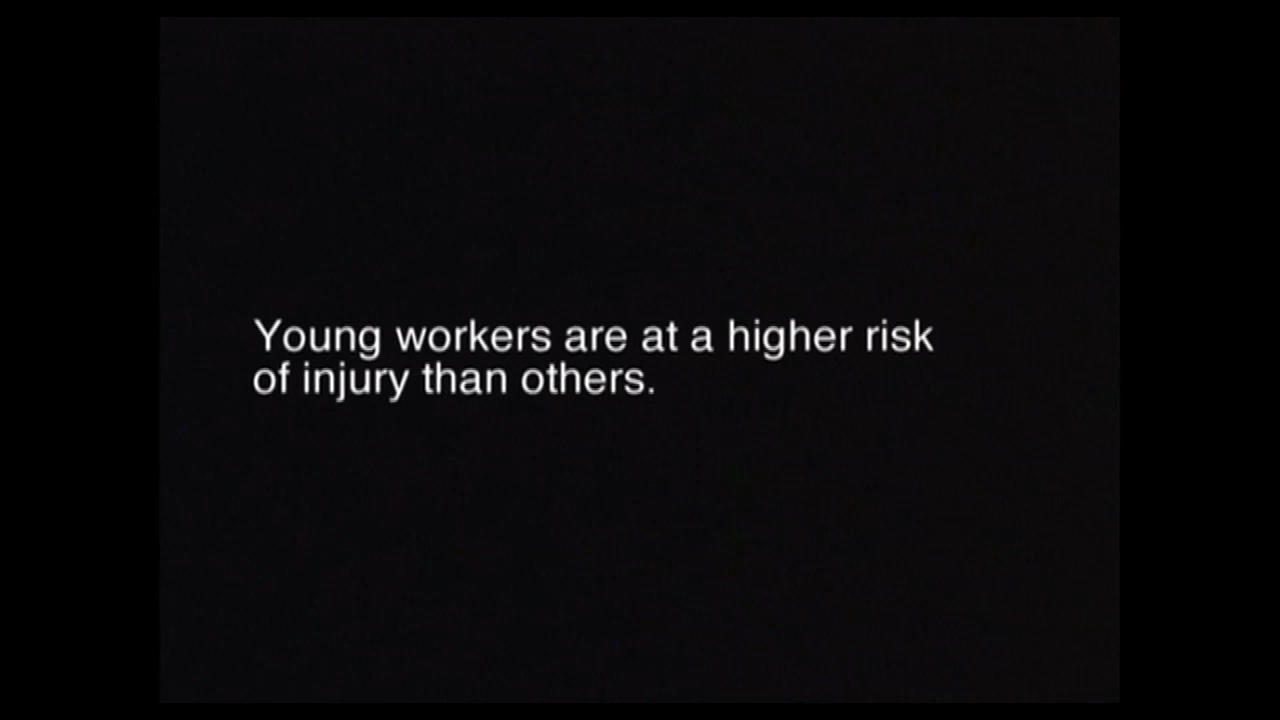 Young workers are at a higher risk
of injury than others.